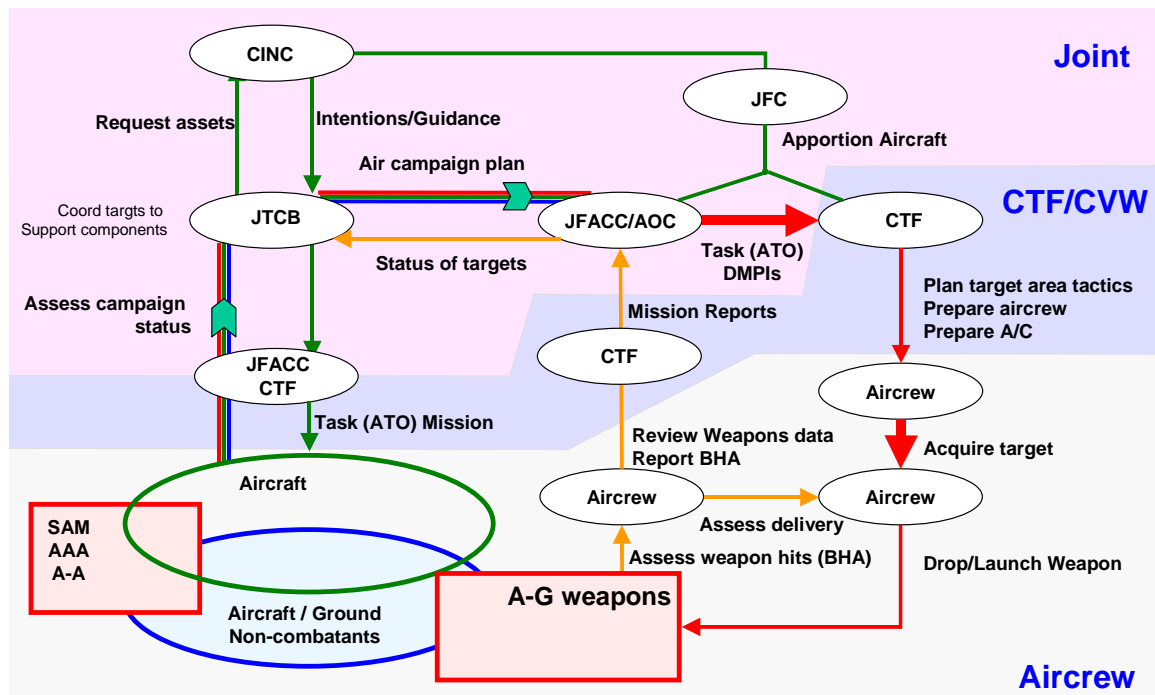 CINC
Joint
JFC
Request assets
Intentions/Guidance
Apportion Aircraft
Air campaign plan
Coord targts to
Support components
JTCB
JFACC/AOC
CTF
CTF/CVW
Status of targets
Task (ATO)
DMPIs
Assess campaign
status
Plan target area tactics
Prepare aircrew
Prepare A/C
Mission Reports
JFACC
CTF
CTF
Aircrew
Task (ATO) Mission
Review Weapons data
Report BHA
Acquire target
Aircraft
Aircrew
Aircrew
Assess delivery
SAM
AAA
A-A
Assess weapon hits (BHA)
Drop/Launch Weapon
A-G weapons
Aircraft / Ground
Non-combatants
Aircrew